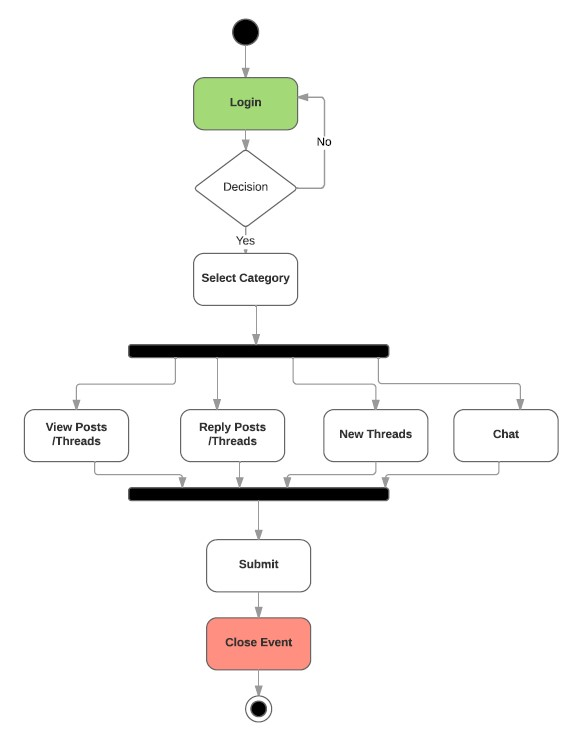 Login
No
Decision
Yes
Select Category
View Posts
/Threads
Reply Posts
/Threads
New Threads
Chat
Submit
Close Event